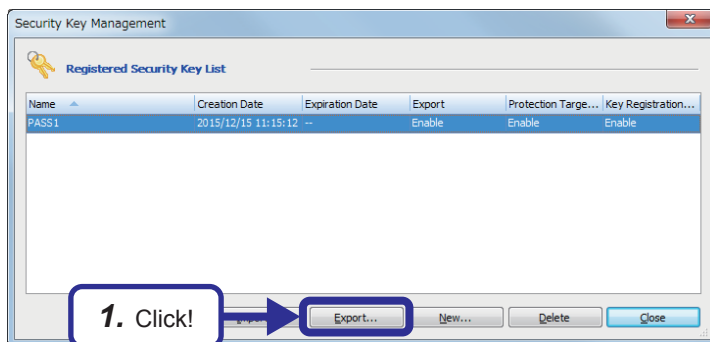 Security Key Management
Registered Security Key List
Name Creation Date Expiration Date Export Protection Targe... Key Registration...
PASS1 2015/12/15 11:15:12 -- Enable Enable Enable
1. Click! Export... New... Delete Close